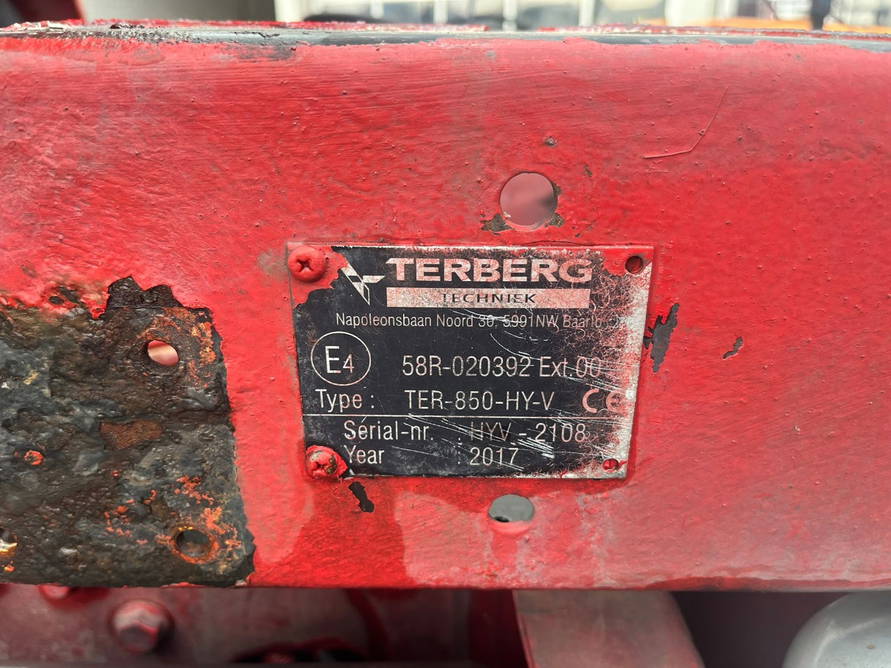 TERBERG
TECHNIEK
Napoleonsbaan Noord 30, 5991NW Baarlo
E4
58R-020392 Ext.00
Type : TER-850-HY-V CE
Sérial-nr. : HYV - 2108
Year : 2017